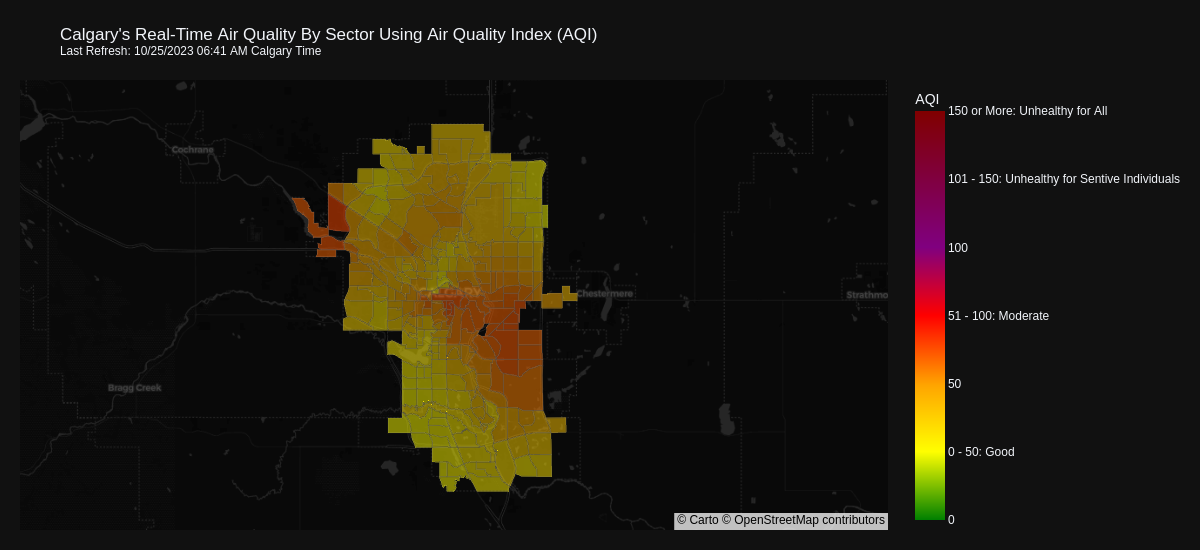 Calgary's Real-Time Air Quality By Sector Using Air Quality Index (AQI)
Last Refresh: 10/25/2023 06:41 AM Calgary Time
AQI
150 or More: Unhealthy for All
101 - 150: Unhealthy for Sentive Individuals
100
51 - 100: Moderate
50
0 - 50: Good
0
Cochrane
CALGARY
Chestermere
Strathmo
Bragg Creek
© Carto © OpenStreetMap contributors